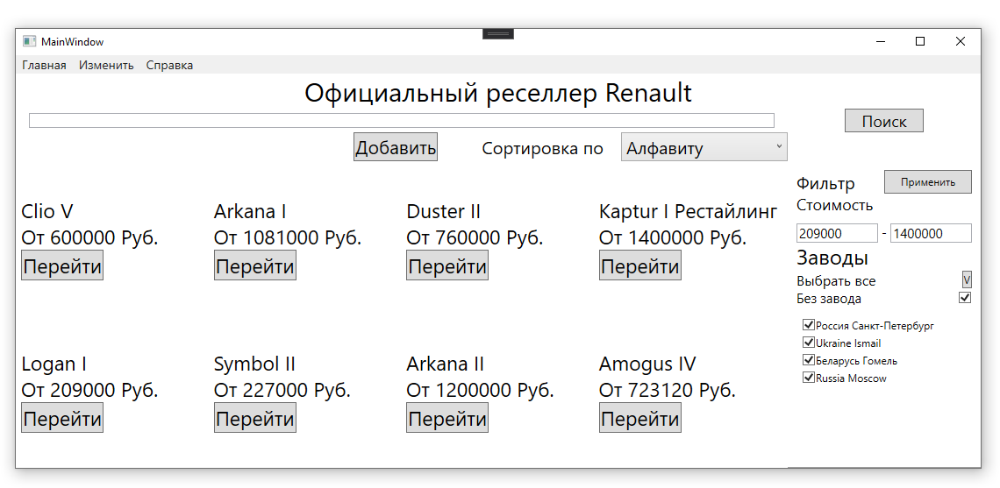 MainWindow
Главная Изменить Справка
Официальный реселлер Renault
Поиск
Добавить Сортировка по Алфавиту
Фильтр Применить
Стоимость
209000 - 1400000
Заводы
Выбрать все V
Без завода
Россия Санкт-Петербург
Ukraine Ismail
Беларусь Гомель
Russia Moscow
Clio V Arkana I Duster II Kaptur I Рестайлинг
От 600000 Руб. От 1081000 Руб. От 760000 Руб. От 1400000 Руб.
Перейти Перейти Перейти Перейти
Logan I Symbol II Arkana II Amogus IV
От 209000 Руб. От 227000 Руб. От 1200000 Руб. От 723120 Руб.
Перейти Перейти Перейти Перейти